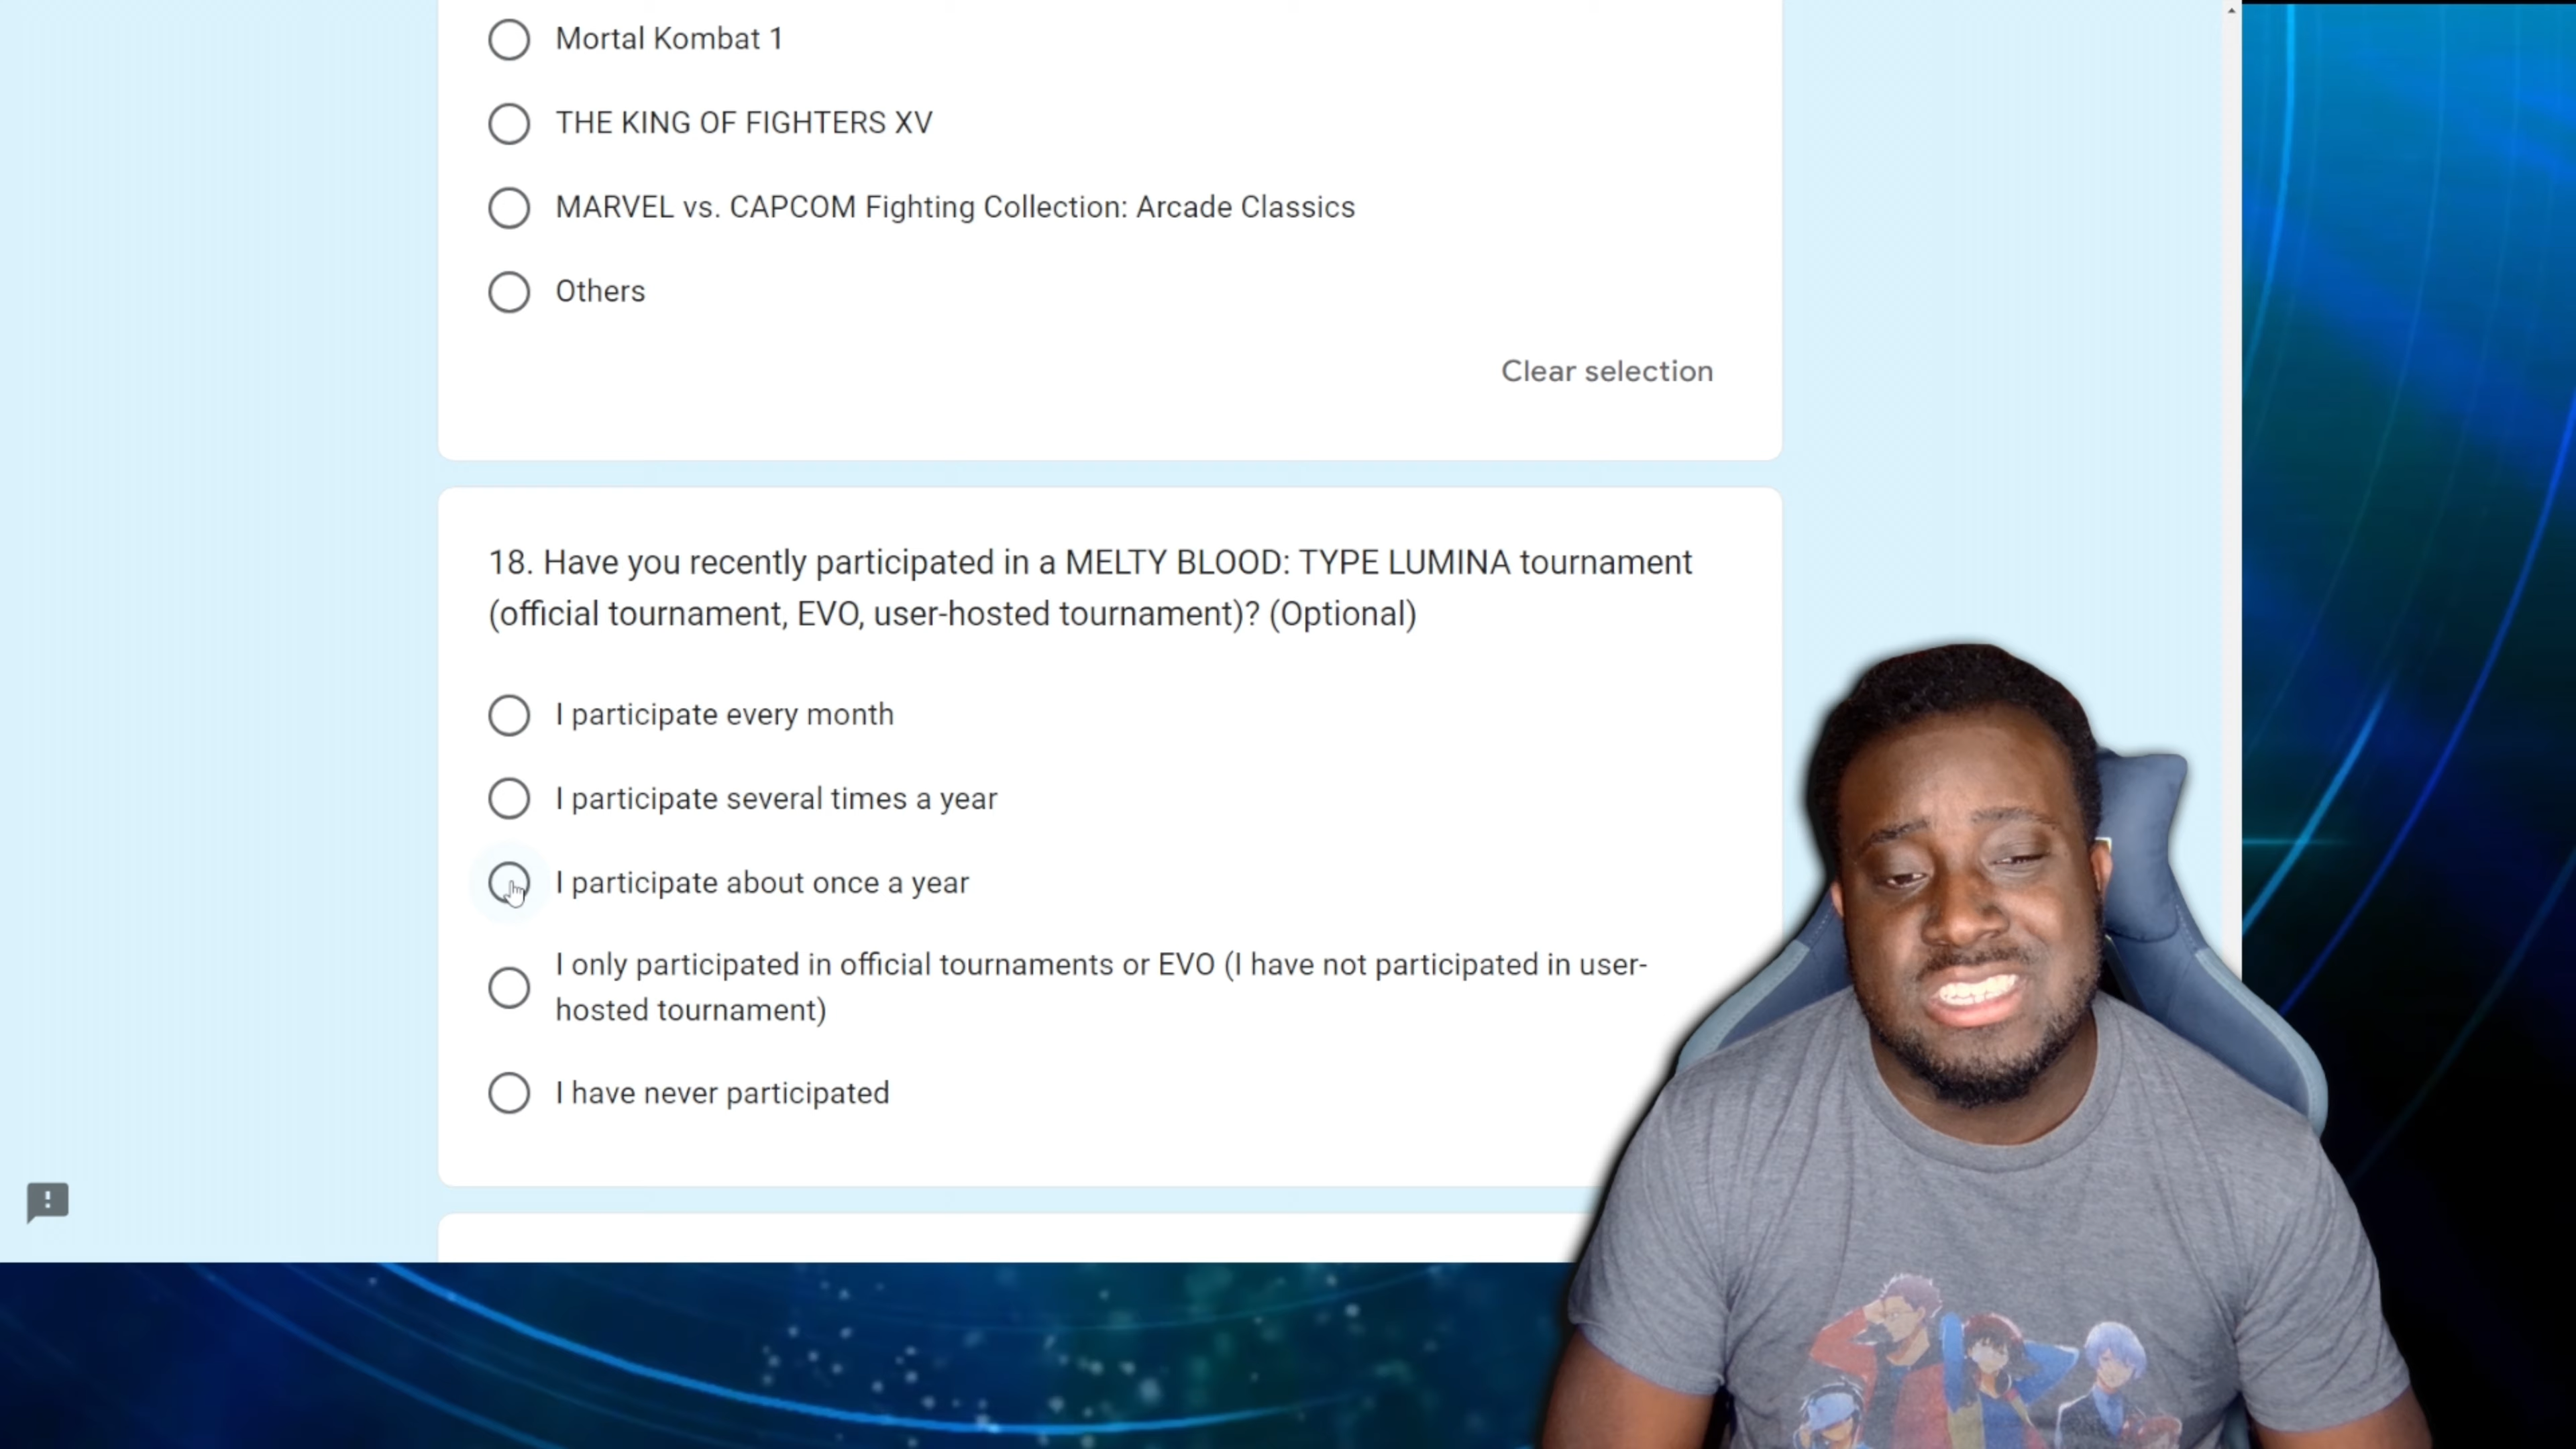 Mortal Kombat 1
THE KING OF FIGHTERS XV
MARVEL vs. CAPCOM Fighting Collection: Arcade Classics
Others
Clear selection
18. Have you recently participated in a MELTY BLOOD: TYPE LUMINA tournament
(official tournament, EVO, user-hosted tournament)? (Optional)
I participate every month
I participate several times a year
I participate about once a year
I only participated in official tournaments or EVO (I have not participated in user-
hosted tournament)
I have never participated